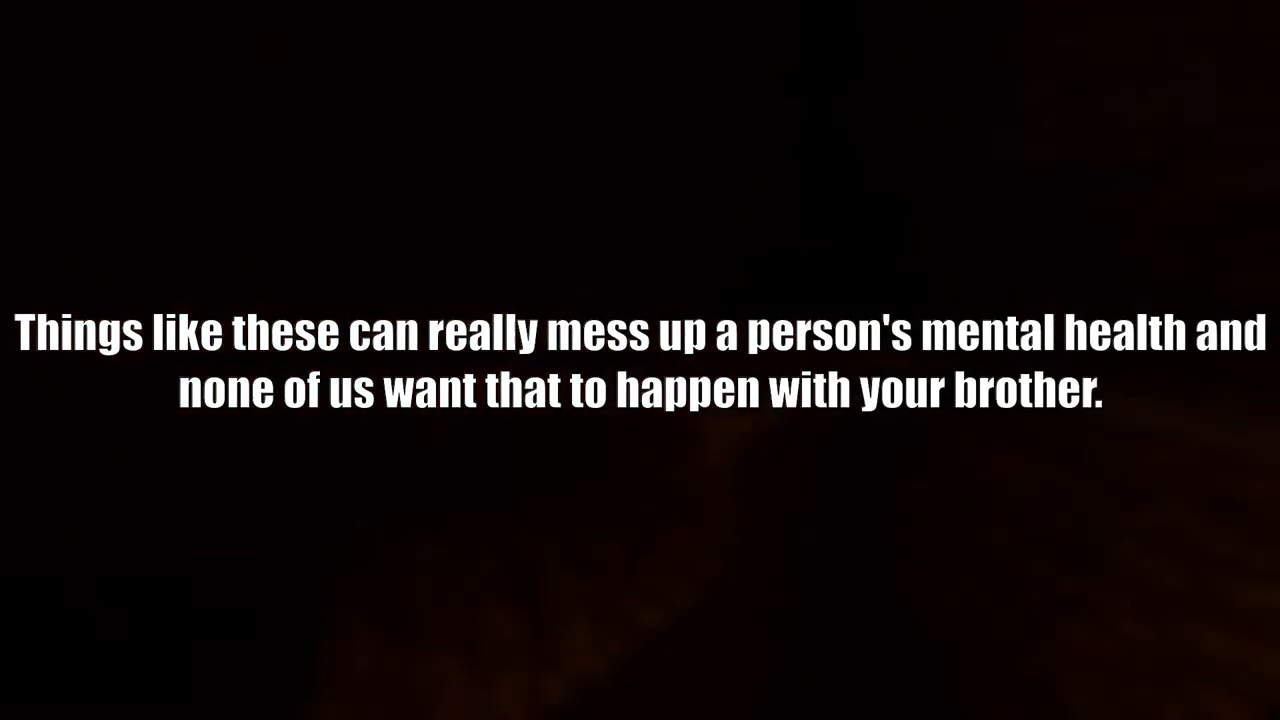 Things like these can really mess up a person's mental health and
none of us want that to happen with your brother.